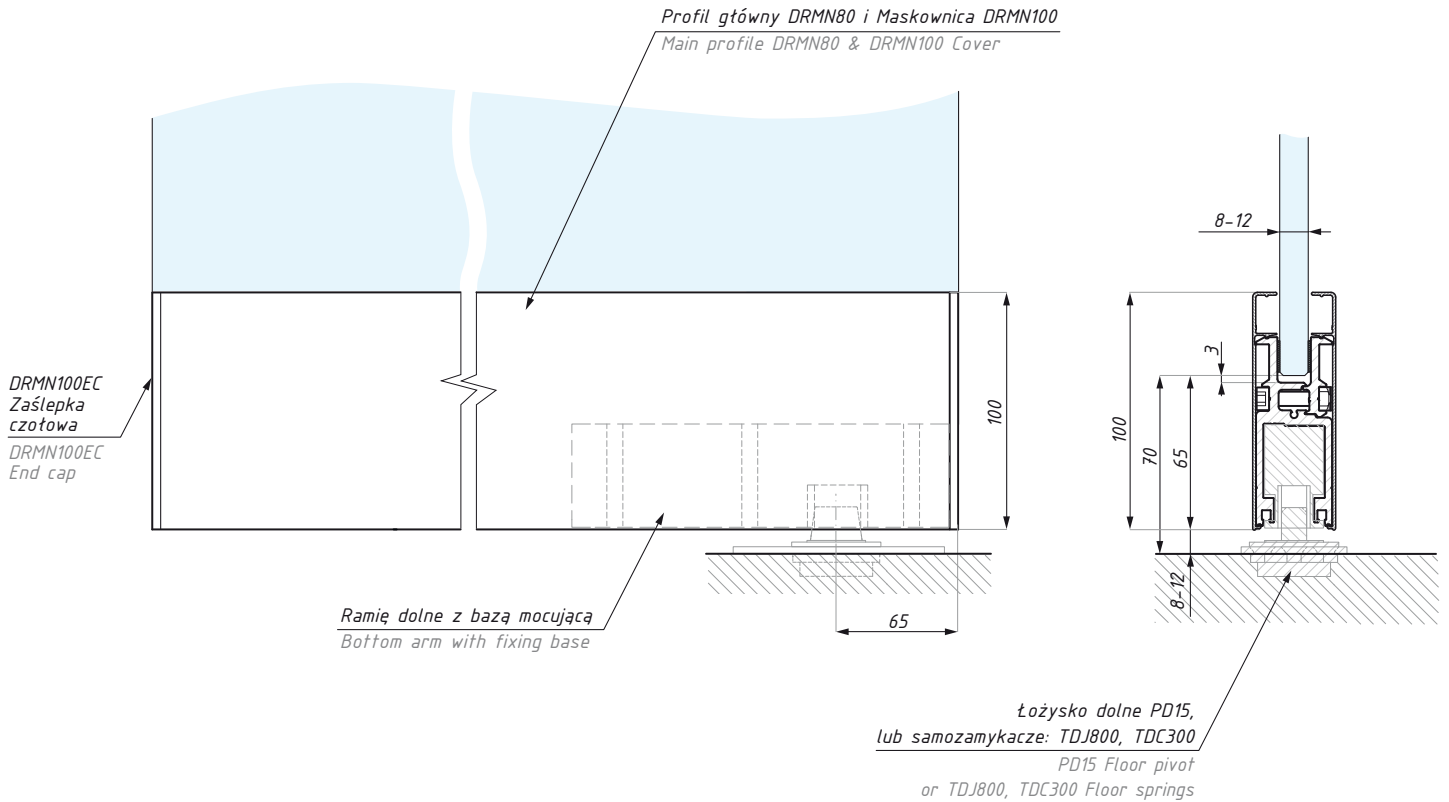 Profil główny DRMN80 i Maskownica DRMN100
Main profile DRMN80 & DRMN100 Cover
8-12
3
100
100
70
65
8-12
DRMN100EC
Zaślepka
czołowa
DRMN100EC
End cap
Ramię dolne z bazą mocującą
Bottom arm with fixing base
65
Łożysko dolne PD15,
lub samozamykacze: TDJ800, TDC300
PD15 Floor pivot
or TDJ800, TDC300 Floor springs